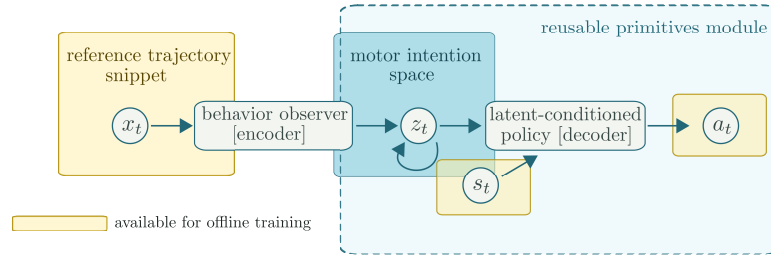 reusable primitives module
reference trajectory
snippet
motor intention
space
x_t
behavior observer
[encoder]
z_t
latent-conditioned
policy [decoder]
a_t
s_t
available for offline training